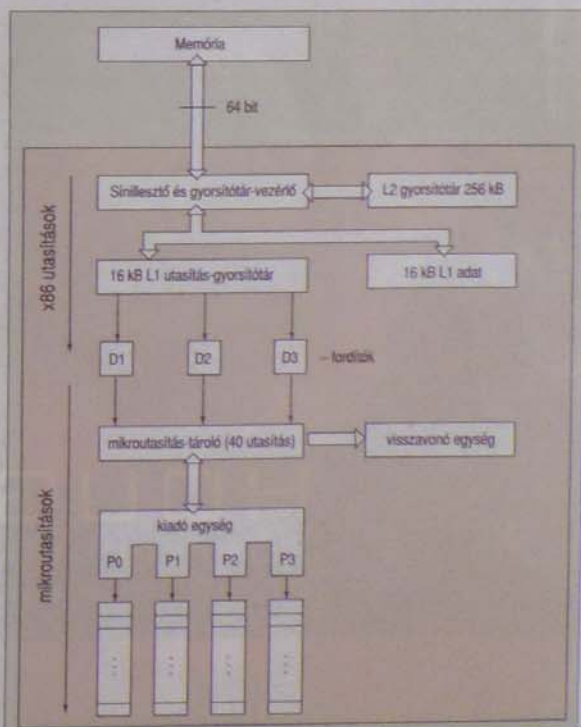 Memória
64 bit
Sínillesztő és gyorsítótár-vezérlő
L2 gyorsítótár 256 kB
x86 utasítások
16 kB L1 utasítás-gyorsítótár
16 kB L1 adat
D1
D2
D3
– fordítók
mikroutasítás-tároló (40 utasítás)
visszavonó egység
mikroutasítások
kiadó egység
P0
P1
P2
P3